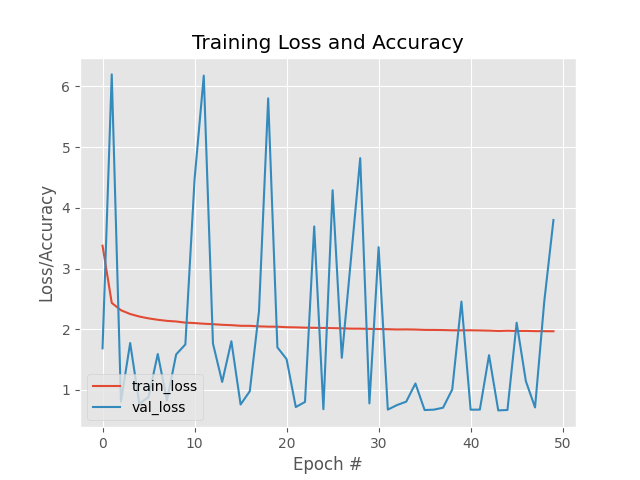 Training Loss and Accuracy
Loss/Accuracy
6
5
4
3
2
1
train_loss
val_loss
0 10 20 30 40 50
Epoch #